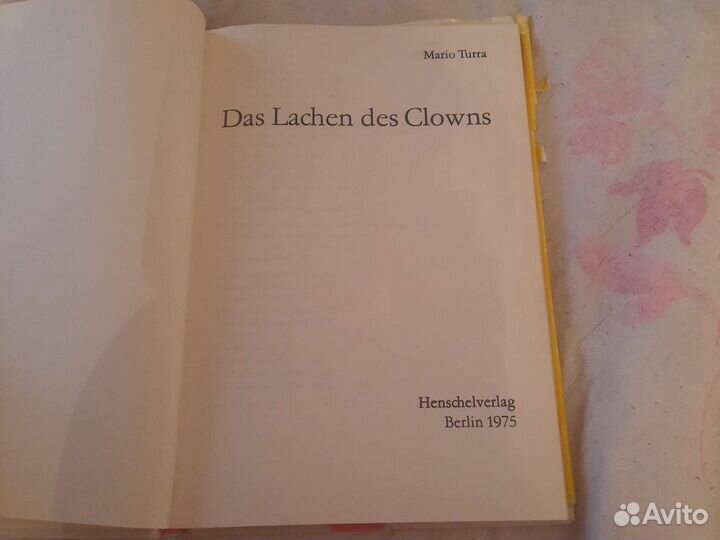 Mario Turra
Das Lachen des Clowns
Henschelverlag
Berlin 1975
Avito